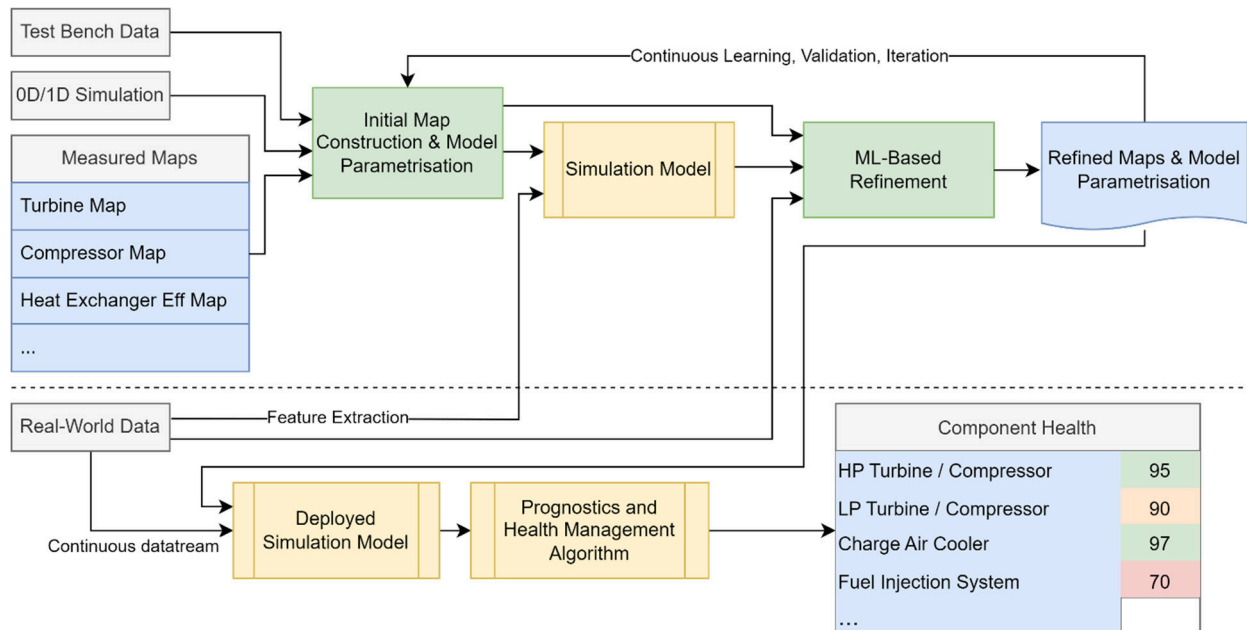 Test Bench Data
0D/1D Simulation
Measured Maps
Turbine Map
Compressor Map
Heat Exchanger Eff Map
...
Initial Map
Construction & Model
Parametrisation
Continuous Learning, Validation, Iteration
Simulation Model
ML-Based
Refinement
Refined Maps & Model
Parametrisation
Real-World Data
Feature Extraction
Continuous datatream
Deployed
Simulation Model
Prognostics and
Health Management
Algorithm
Component Health
HP Turbine / Compressor 95
LP Turbine / Compressor 90
Charge Air Cooler 97
Fuel Injection System 70
...